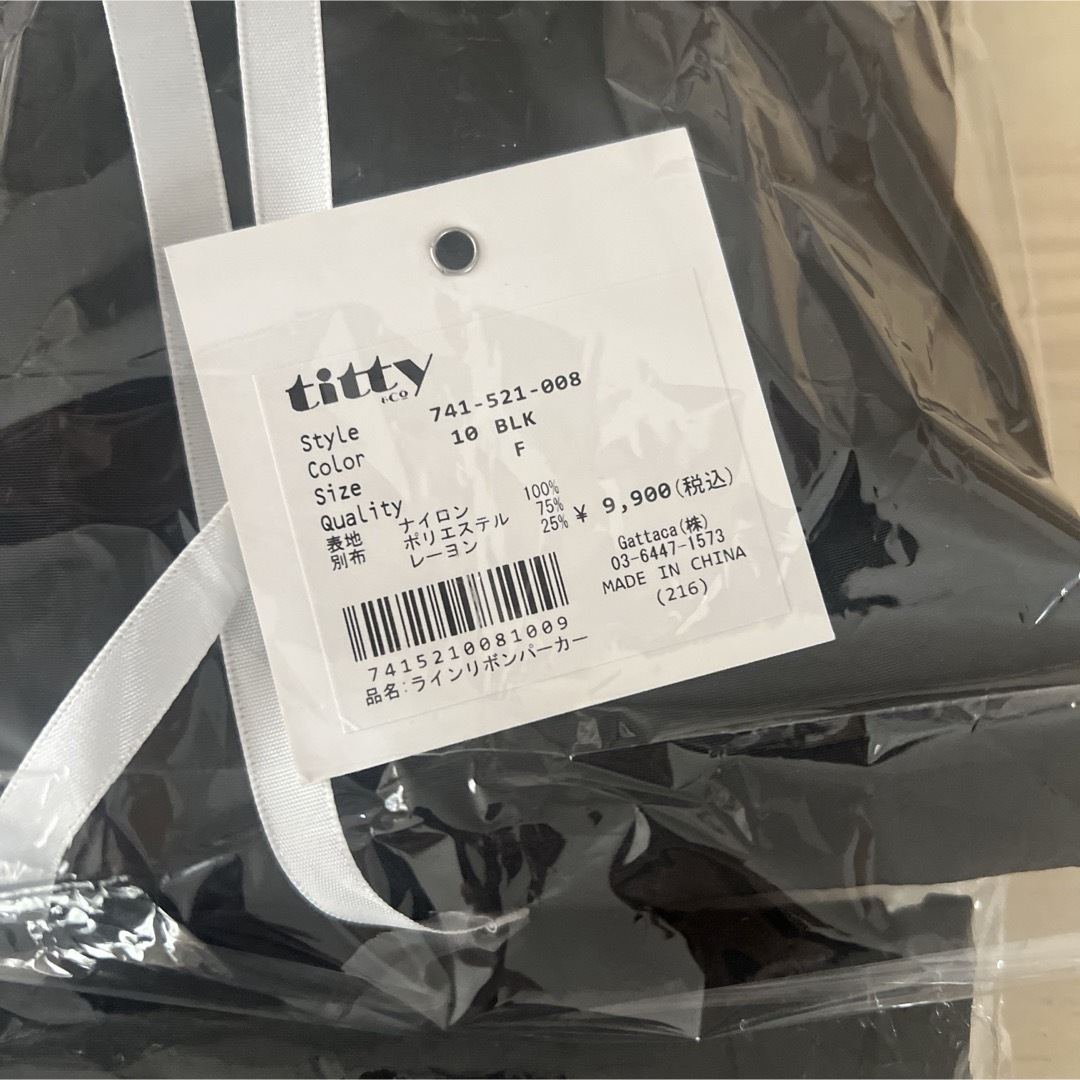 titty
&Co
Style 741-521-008
Color 10 BLK
Size F
Quality
表地 ナイロン 100%
別布 ポリエステル 75%
レーヨン 25%
¥ 9,900(税込)
Gattaca(株)
03-6447-1573
MADE IN CHINA
(216)
7415210081009
品名:ラインリボンパーカー